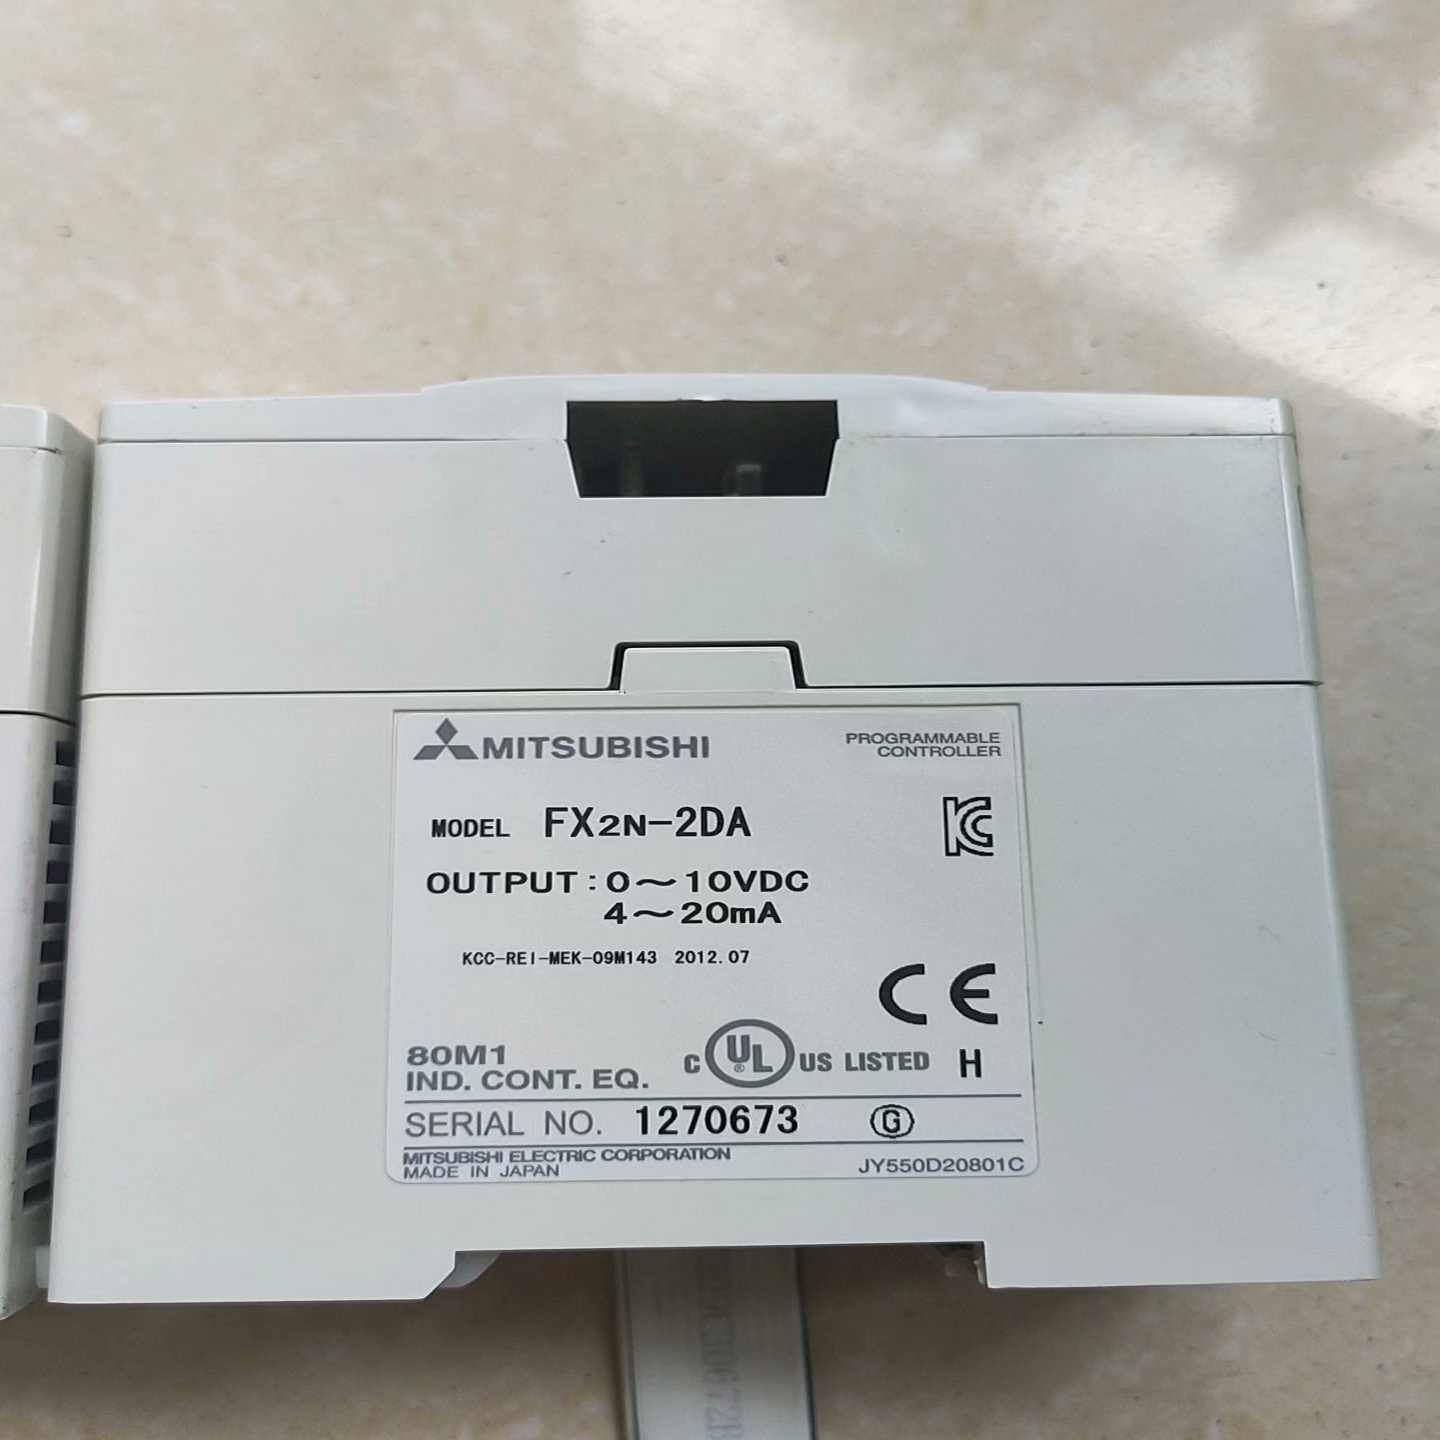 MITSUBISHI
PROGRAMMABLE
CONTROLLER
MODEL FX2N-2DA
OUTPUT:0~10VDC
4~20mA
KCC-REI-MEK-09M143 2012.07
CE
80M1
IND. CONT. EQ.
C UL ® US LISTED H
SERIAL NO. 1270673 G
MITSUBISHI ELECTRIC CORPORATION
MADE IN JAPAN
JY550D20801C